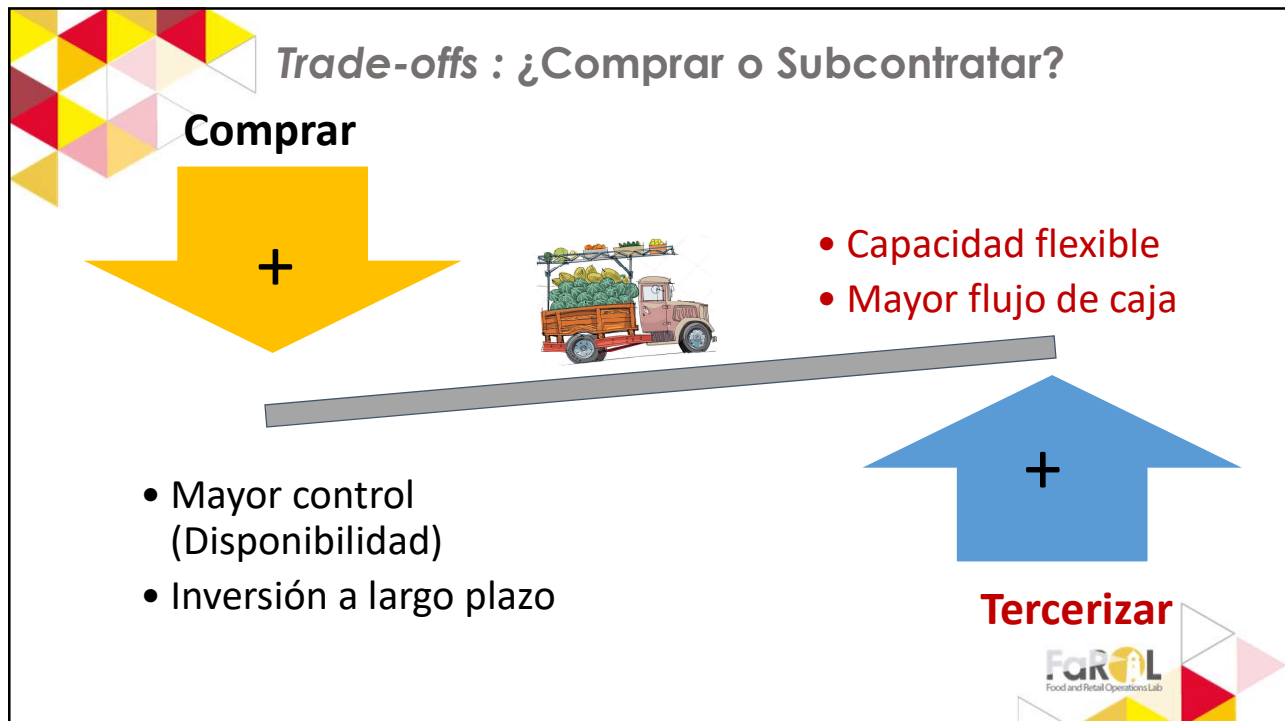 Trade-offs : ¿Comprar o Subcontratar?
Comprar
+
• Capacidad flexible
• Mayor flujo de caja
+
• Mayor control
(Disponibilidad)
• Inversión a largo plazo
Tercerizar
FaROL
Food and Retail Operations Lab